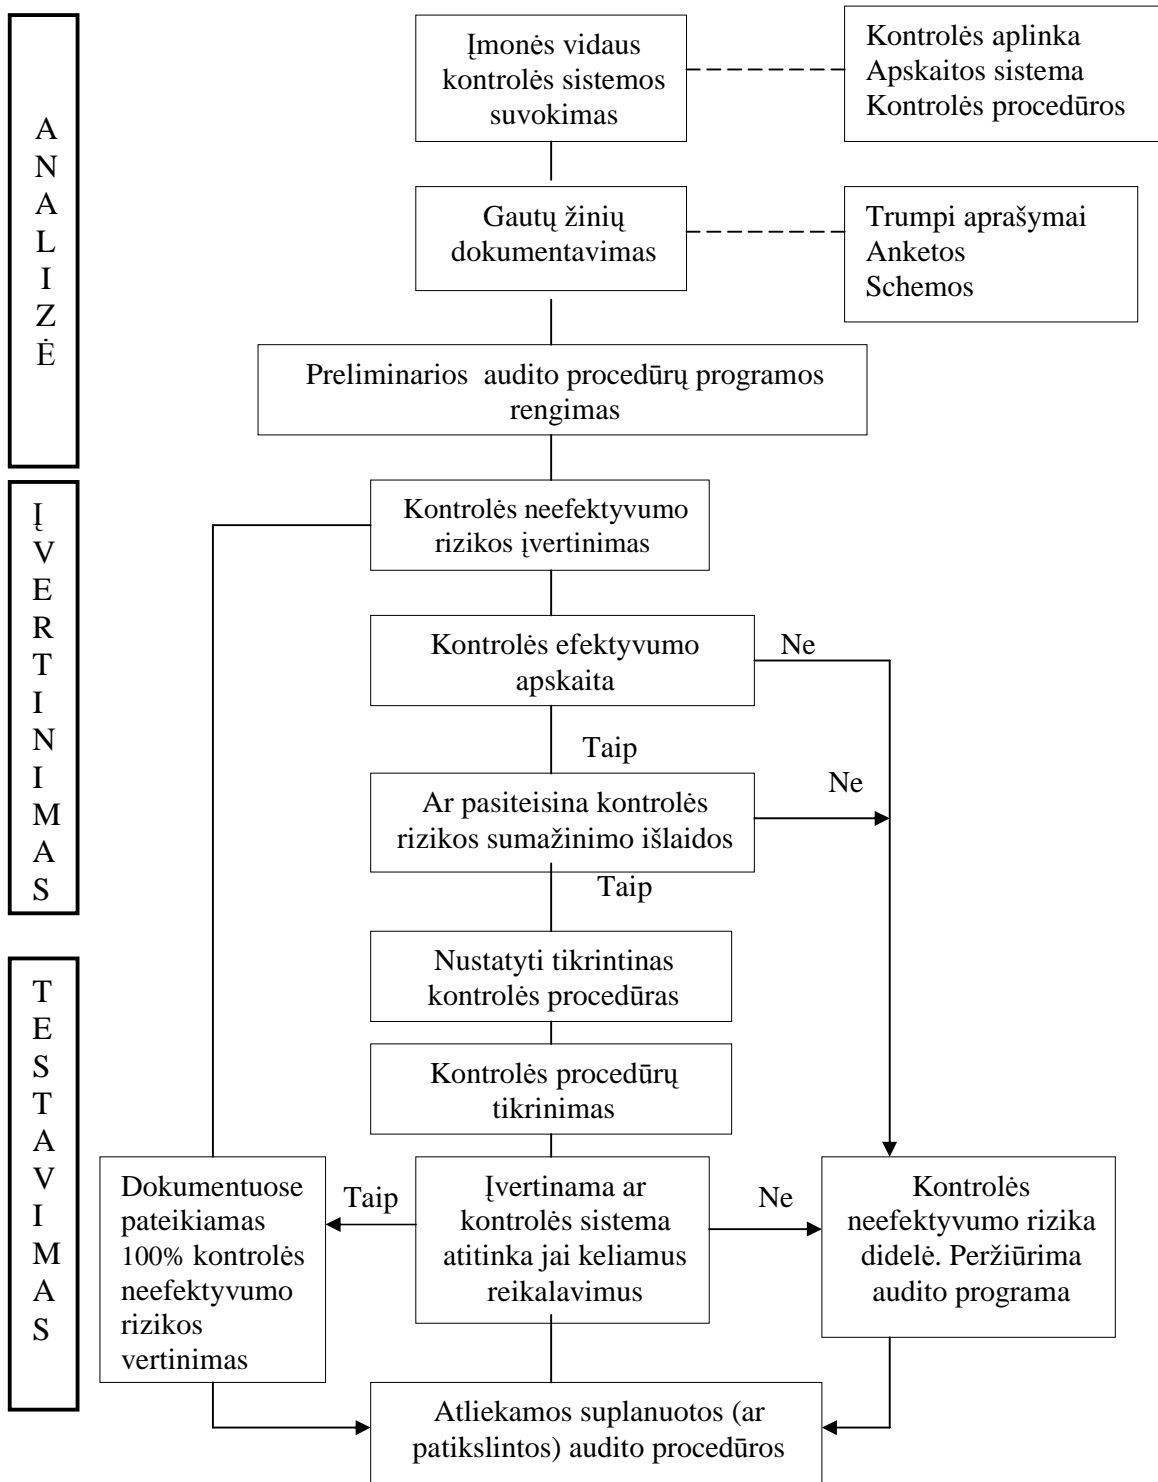 ANALIZĖ
Įmonės vidaus
kontrolės sistemos
suvokimas
Kontrolės aplinka
Apskaitos sistema
Kontrolės procedūros
Gautų žinių
dokumentavimas
Trumpi aprašymai
Anketos
Schemos
Preliminarios audito procedūrų programos
rengimas
ĮVERTINIMAS
Kontrolės neefektyvumo
rizikos įvertinimas
Kontrolės efektyvumo
apskaita
Ne
Taip
Ar pasiteisina kontrolės
rizikos sumažinimo išlaidos
Ne
Taip
TESTAVIMAS
Nustatyti tikrintinas
kontrolės procedūras
Kontrolės procedūrų
tikrinimas
Dokumentuose
pateikiamas
100% kontrolės
neefektyvumo
rizikos
vertinimas
Taip
Įvertinama ar
kontrolės sistema
atitinka jai keliamus
reikalavimus
Ne
Kontrolės
neefektyvumo rizika
didelė. Peržiūrima
audito programa
Atliekamos suplanuotos (ar
patikslintos) audito procedūros